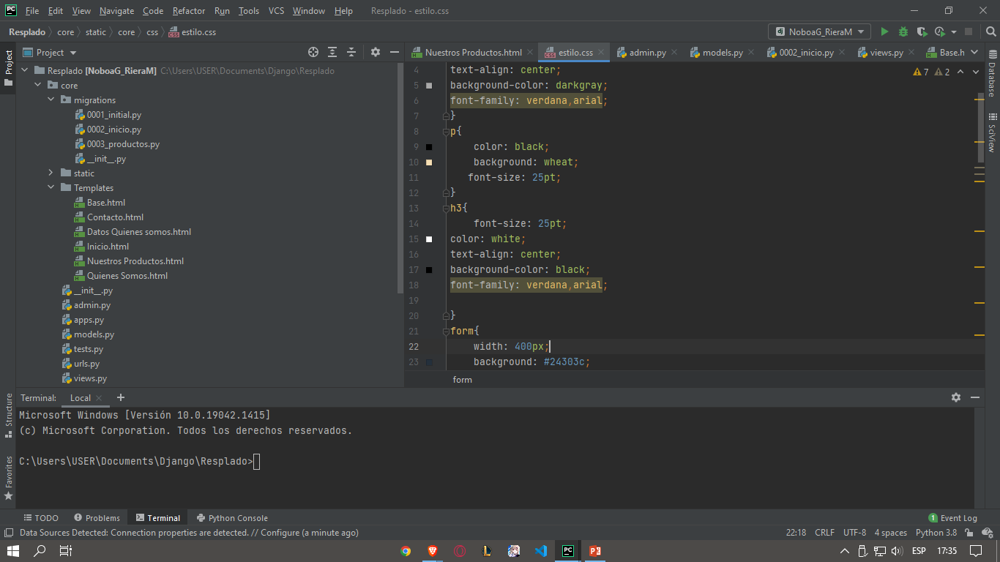 PC File Edit View Navigate Code Refactor Run Tools VCS Window Help Resplado - estilo.css
Resplado core static core css estilo.css dj NoboaG_RieraM
Project Nuestros Productos.html estilo.css admin.py models.py 0002_inicio.py views.py Base.h
Project
Resplado [NoboaG_RieraM] C:\Users\USER\Documents\Django\Resplado
core
migrations
0001_initial.py
0002_inicio.py
0003_productos.py
__init__.py
static
Templates
Base.html
Contacto.html
Datos Quienes somos.html
Inicio.html
Nuestros Productos.html
Quienes Somos.html
__init__.py
admin.py
apps.py
models.py
tests.py
urls.py
views.py
7 2
4 text-align: center;
5 background-color: darkgray;
6 font-family: verdana,arial;
7 }
8 p{
9 color: black;
10 background: wheat;
11 font-size: 25pt;
12 }
13 h3{
14 font-size: 25pt;
15 color: white;
16 text-align: center;
17 background-color: black;
18 font-family: verdana,arial;
19
20 }
21 form{
22 width: 400px;
23 background: #24303c;
form
Database
SciView
Structure
Favorites
Terminal: Local
Microsoft Windows [Versión 10.0.19042.1415]
(c) Microsoft Corporation. Todos los derechos reservados.
C:\Users\USER\Documents\Django\Resplado>
TODO Problems Terminal Python Console 1 Event Log
Data Sources Detected: Connection properties are detected. // Configure (a minute ago) 22:18 CRLF UTF-8 4 spaces Python 3.8
PC P ESP 17:35